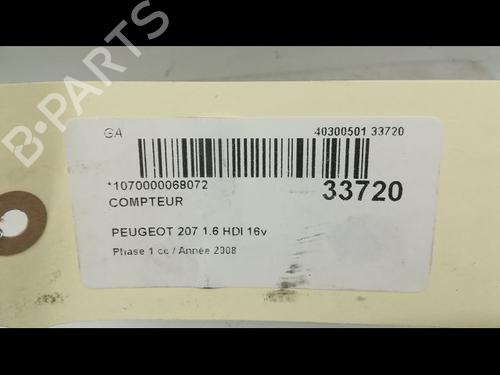 B-PARTS
GA 40300501 33720
*1070000068072 33720
COMPTEUR
PEUGEOT 207 1.6 HDI 16v
Phase 1 cc / Année 2008